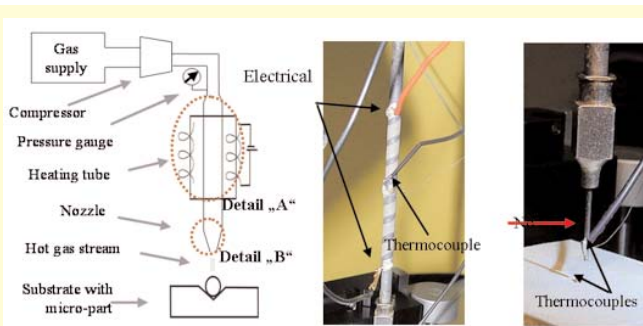 Gas
supply
Compressor
Pressure gauge
Heating tube
Nozzle
Hot gas stream
Substrate with
micro-part
Detail „A“
Detail „B“
Electrical
Thermocouple
Thermocouples